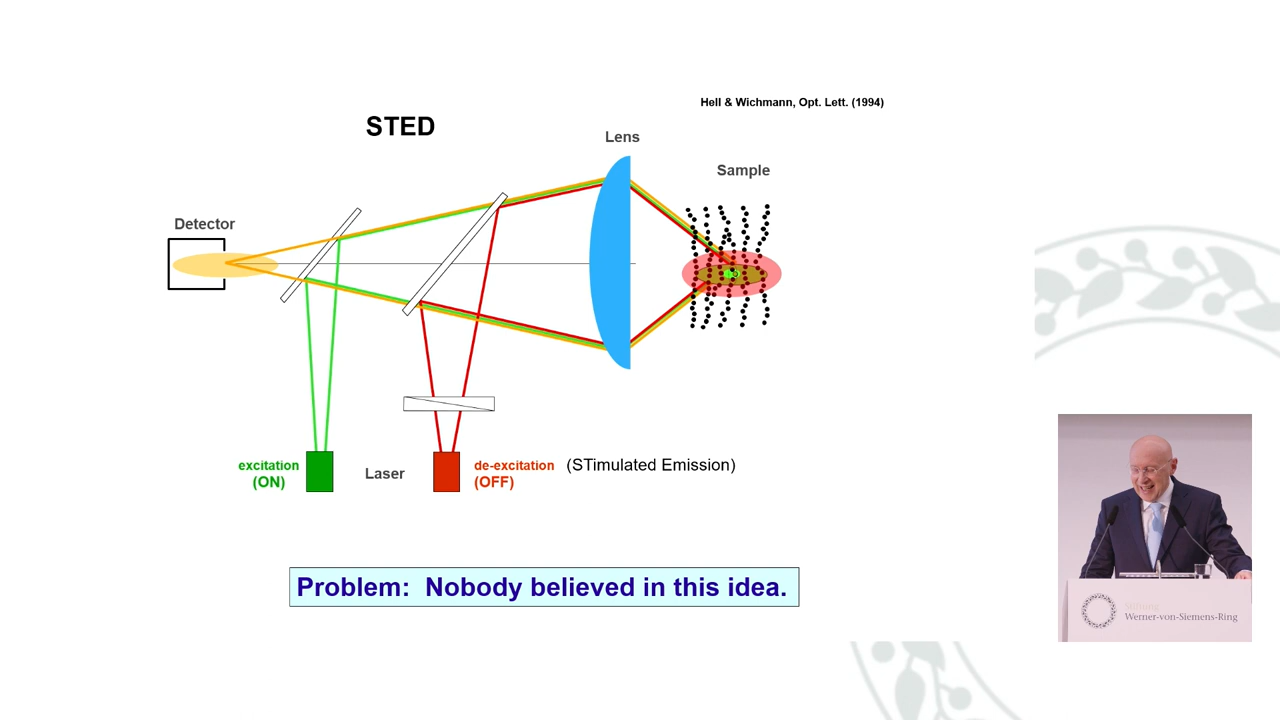 Hell & Wichmann, Opt. Lett. (1994)
STED
Lens
Sample
Detector
excitation
(ON)
Laser
de-excitation
(OFF)
(STimulated Emission)
Problem: Nobody believed in this idea.
Stiftung
Werner-von-Siemens-Ring